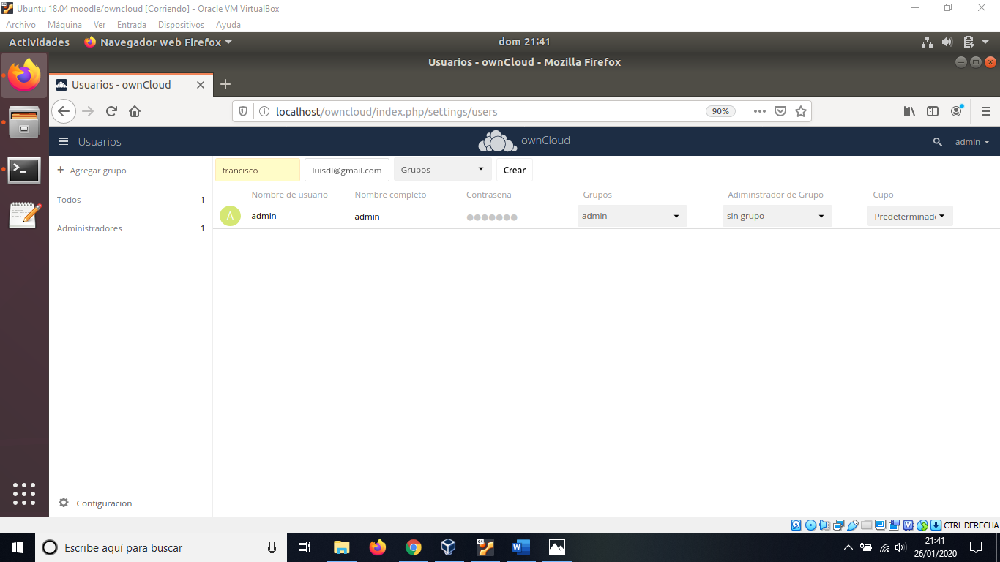 Ubuntu 18.04 moodle/owncloud [Corriendo] - Oracle VM VirtualBox
Archivo Máquina Ver Entrada Dispositivos Ayuda
Actividades Navegador web Firefox dom 21:41
Usuarios - ownCloud - Mozilla Firefox
Usuarios - ownCloud
localhost/owncloud/index.php/settings/users 90%
Usuarios ownCloud admin
+ Agregar grupo francisco luisdl@gmail.com Grupos Crear
Nombre de usuario Nombre completo Contraseña Grupos Adiminstrador de Grupo Cupo
Todos 1
A admin admin ●●●●●●● admin sin grupo Predeterminado
Administradores 1
Configuración
CTRL DERECHA
Escribe aquí para buscar
21:41
26/01/2020